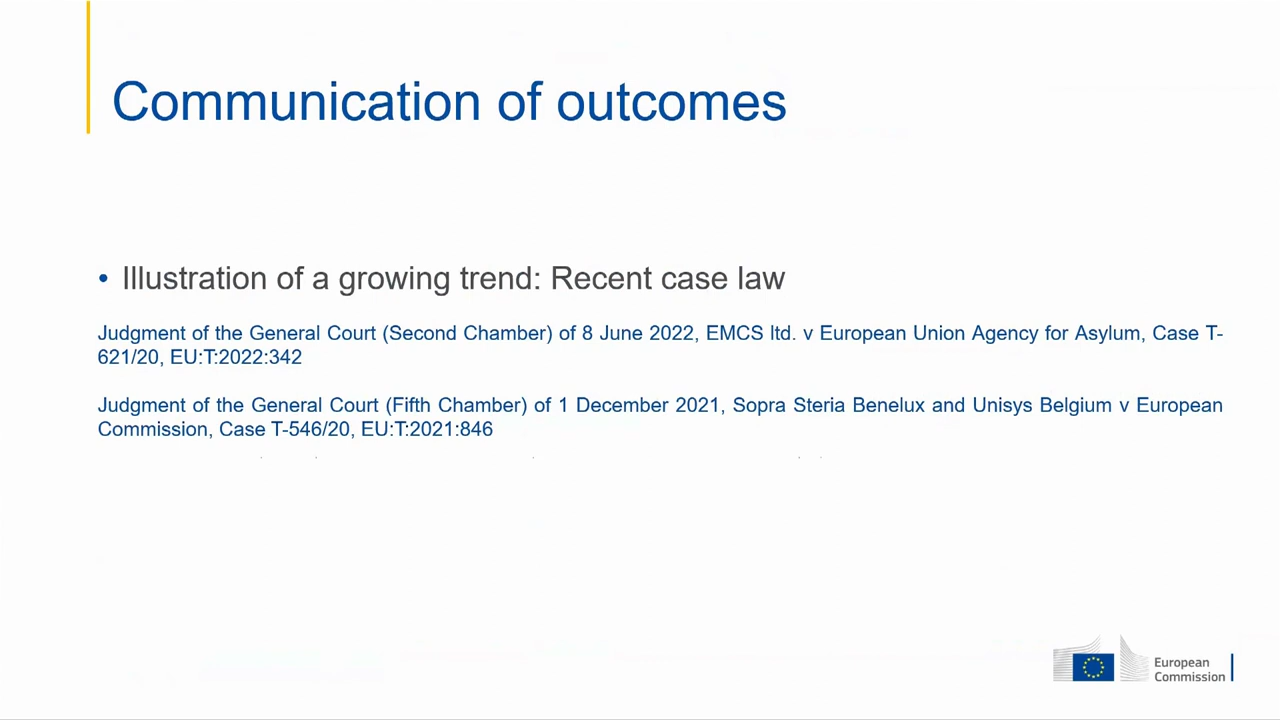 Communication of outcomes
• Illustration of a growing trend: Recent case law
Judgment of the General Court (Second Chamber) of 8 June 2022, EMCS ltd. v European Union Agency for Asylum, Case T-
621/20, EU:T:2022:342
Judgment of the General Court (Fifth Chamber) of 1 December 2021, Sopra Steria Benelux and Unisys Belgium v European
Commission, Case T-546/20, EU:T:2021:846
European
Commission